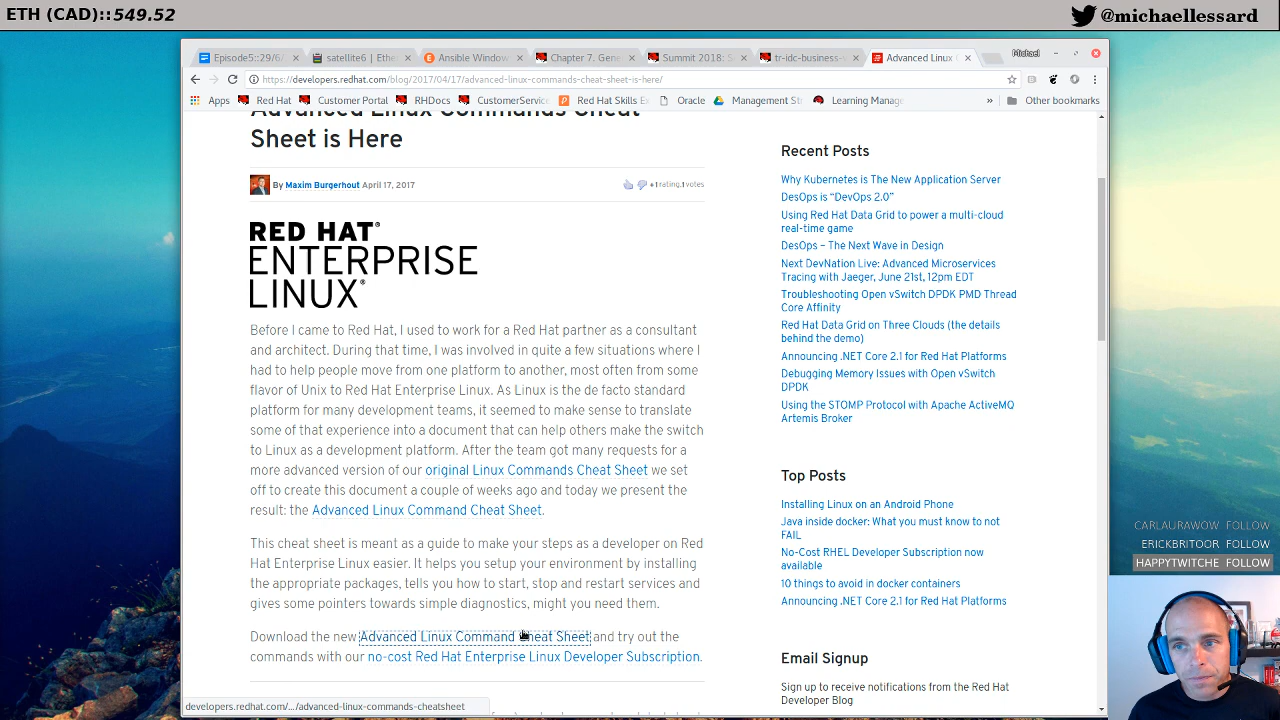 ETH (CAD)::549.52
@michaellessard
Episode5::29/6/
satellite6 | Eth
Ansible Window
Chapter 7. Gene
Summit 2018: S
tr-idc-business-v
Advanced Linux
Michael
https://developers.redhat.com/blog/2017/04/17/advanced-linux-commands-cheat-sheet-is-here/
Apps
Red Hat
Customer Portal
RHDocs
CustomerService
Red Hat Skills Ex
Oracle
Management St
Learning Manage
»
Other bookmarks
Advanced Linux Commands Cheat
Sheet is Here
By Maxim Burgerhout April 17, 2017
+1 rating, 1 votes
RED HAT®
ENTERPRISE
LINUX®
Before I came to Red Hat, I used to work for a Red Hat partner as a consultant
and architect. During that time, I was involved in quite a few situations where I
had to help people move from one platform to another, most often from some
flavor of Unix to Red Hat Enterprise Linux. As Linux is the de facto standard
platform for many development teams, it seemed to make sense to translate
some of that experience into a document that can help others make the switch
to Linux as a development platform. After the team got many requests for a
more advanced version of our original Linux Commands Cheat Sheet we set
off to create this document a couple of weeks ago and today we present the
result: the Advanced Linux Command Cheat Sheet.
This cheat sheet is meant as a guide to make your steps as a developer on Red
Hat Enterprise Linux easier. It helps you setup your environment by installing
the appropriate packages, tells you how to start, stop and restart services and
gives some pointers towards simple diagnostics, might you need them.
Download the new Advanced Linux Command Cheat Sheet and try out the
commands with our no-cost Red Hat Enterprise Linux Developer Subscription.
developers.redhat.com/.../advanced-linux-commands-cheatsheet
Recent Posts
Why Kubernetes is The New Application Server
DesOps is “DevOps 2.0”
Using Red Hat Data Grid to power a multi-cloud
real-time game
DesOps – The Next Wave in Design
Next DevNation Live: Advanced Microservices
Tracing with Jaeger, June 21st, 12pm EDT
Troubleshooting Open vSwitch DPDK PMD Thread
Core Affinity
Red Hat Data Grid on Three Clouds (the details
behind the demo)
Announcing .NET Core 2.1 for Red Hat Platforms
Debugging Memory Issues with Open vSwitch
DPDK
Using the STOMP Protocol with Apache ActiveMQ
Artemis Broker
Top Posts
Installing Linux on an Android Phone
Java inside docker: What you must know to not
FAIL
No-Cost RHEL Developer Subscription now
available
10 things to avoid in docker containers
Announcing .NET Core 2.1 for Red Hat Platforms
Email Signup
Sign up to receive notifications from the Red Hat
Developer Blog
CARLAURAWOW FOLLOW
ERICKBRITOOR FOLLOW
HAPPYTWITCHE FOLLOW